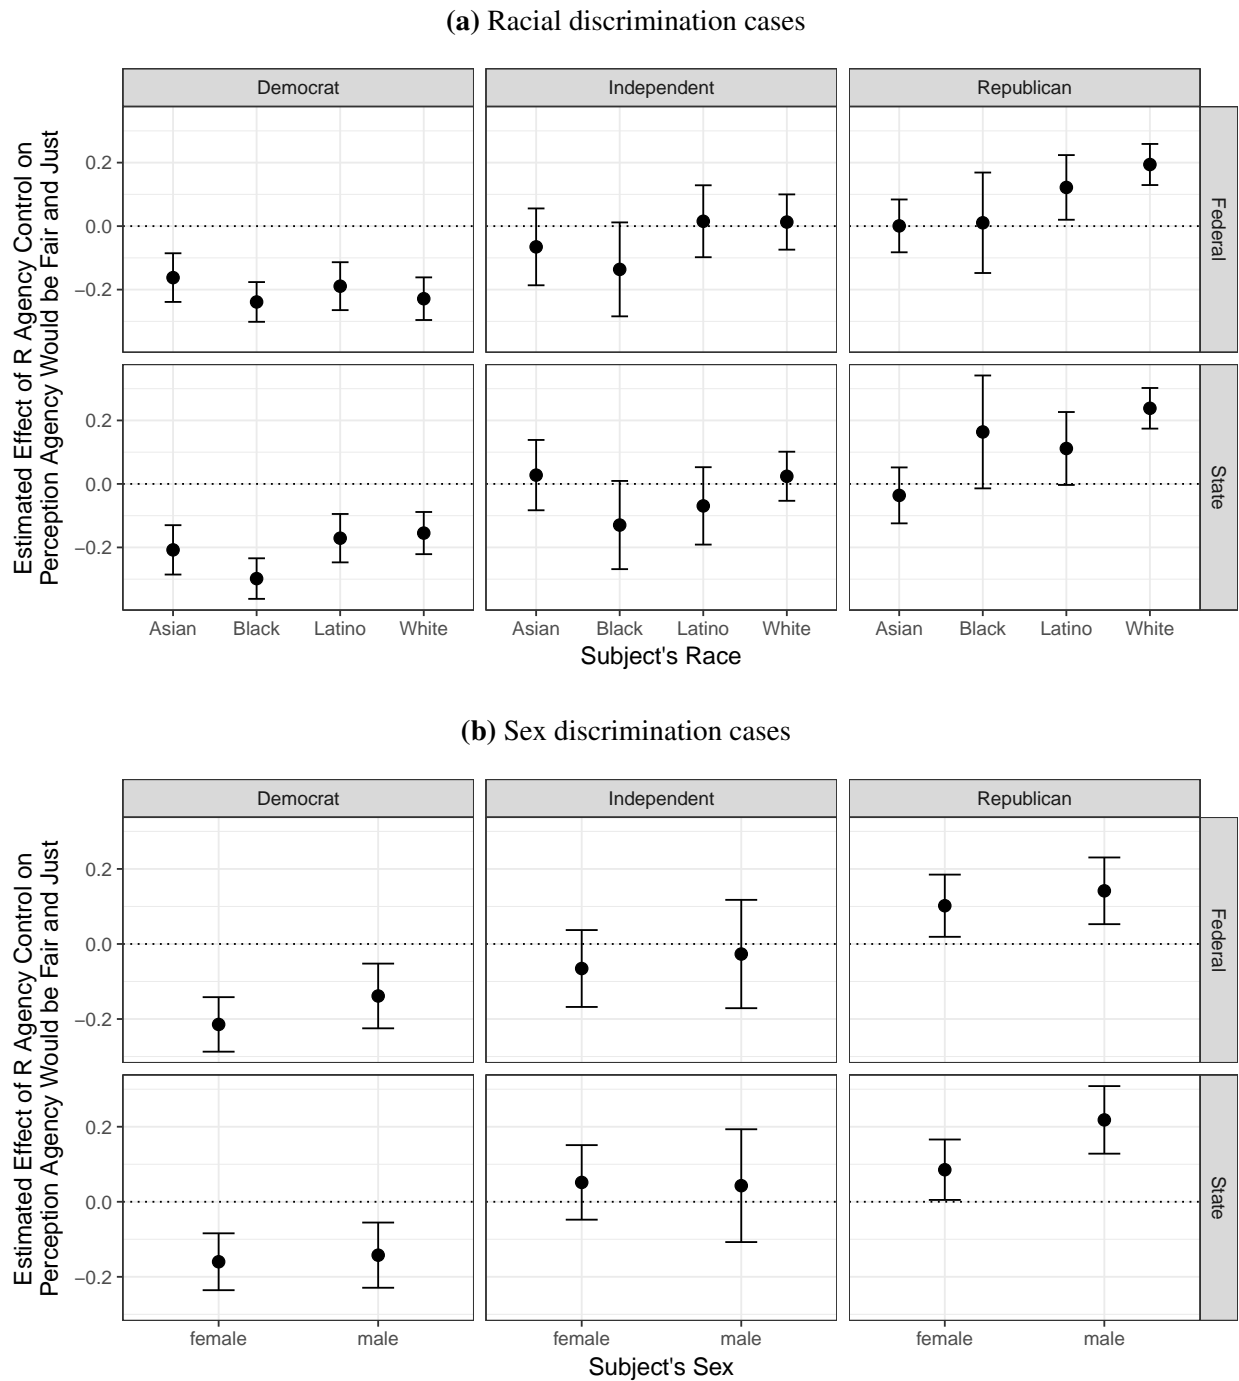 (a) Racial discrimination cases
Democrat
Independent
Republican
Estimated Effect of R Agency Control on
Perception Agency Would be Fair and Just
0.2
0.0
−0.2
Federal
0.2
0.0
−0.2
State
Asian
Black
Latino
White
Asian
Black
Latino
White
Asian
Black
Latino
White
Subject's Race
(b) Sex discrimination cases
Democrat
Independent
Republican
Estimated Effect of R Agency Control on
Perception Agency Would be Fair and Just
0.2
0.0
−0.2
Federal
0.2
0.0
−0.2
State
female
male
female
male
female
male
Subject's Sex